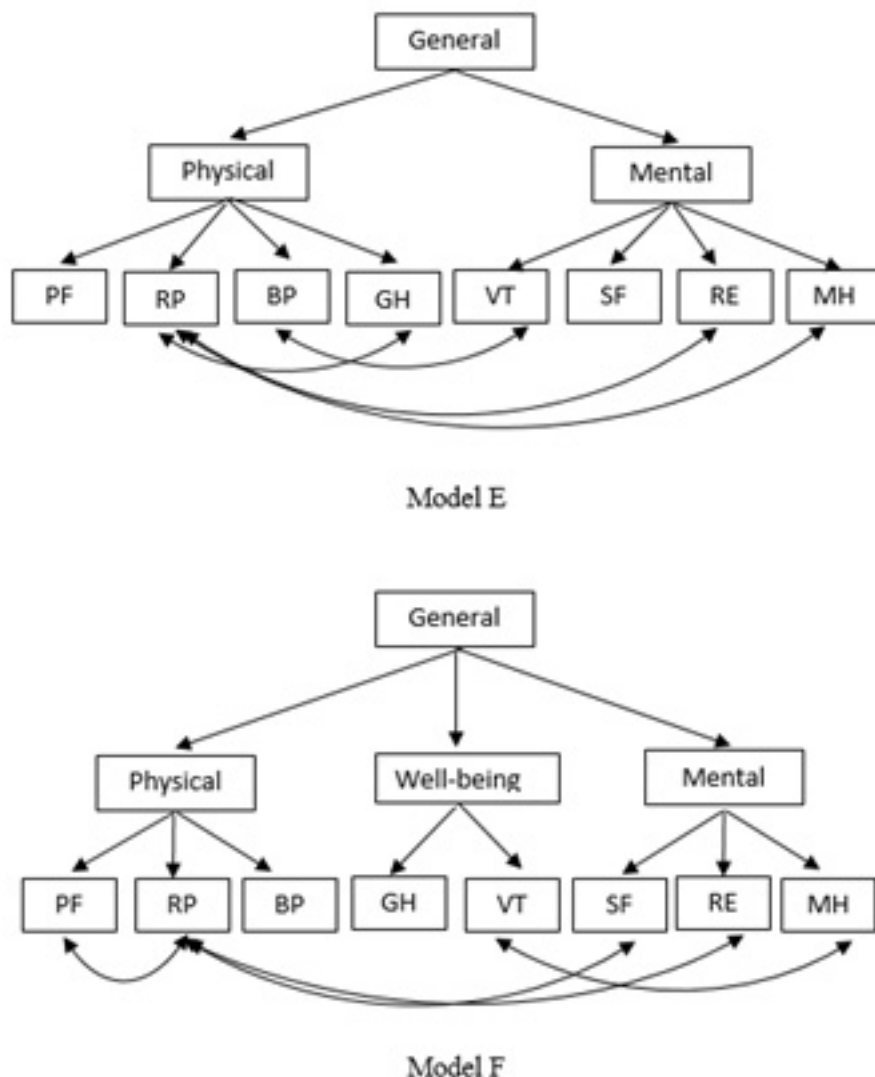 General
Physical Mental
PF RP BP GH VT SF RE MH
Model E
General
Physical Well-being Mental
PF RP BP GH VT SF RE MH
Model F